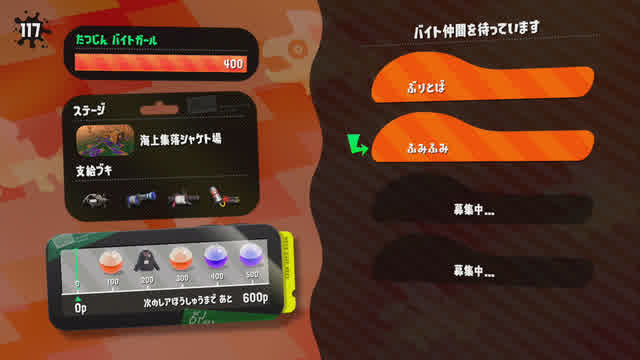 117
たつじん バイトガール
400
ステージ
海上集落シャケト場
支給ブキ
0 100 200 300 400 500
0p
次のレアほうしゅうまで あと 600p
バイト仲間を待っています
ぶりとば
ふみふみ
募集中...
募集中...